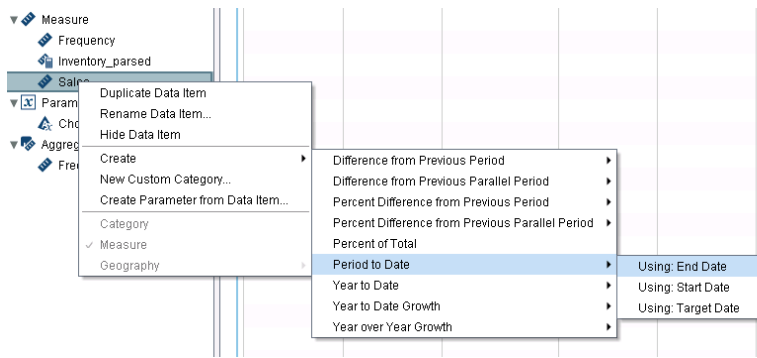 Measure
Frequency
Inventory_parsed
Sales
Duplicate Data Item
Rename Data Item...
Hide Data Item
Create
New Custom Category...
Create Parameter from Data Item...
Category
Measure
Geography
Difference from Previous Period
Difference from Previous Parallel Period
Percent Difference from Previous Period
Percent Difference from Previous Parallel Period
Percent of Total
Period to Date
Year to Date
Year to Date Growth
Year over Year Growth
Using: End Date
Using: Start Date
Using: Target Date